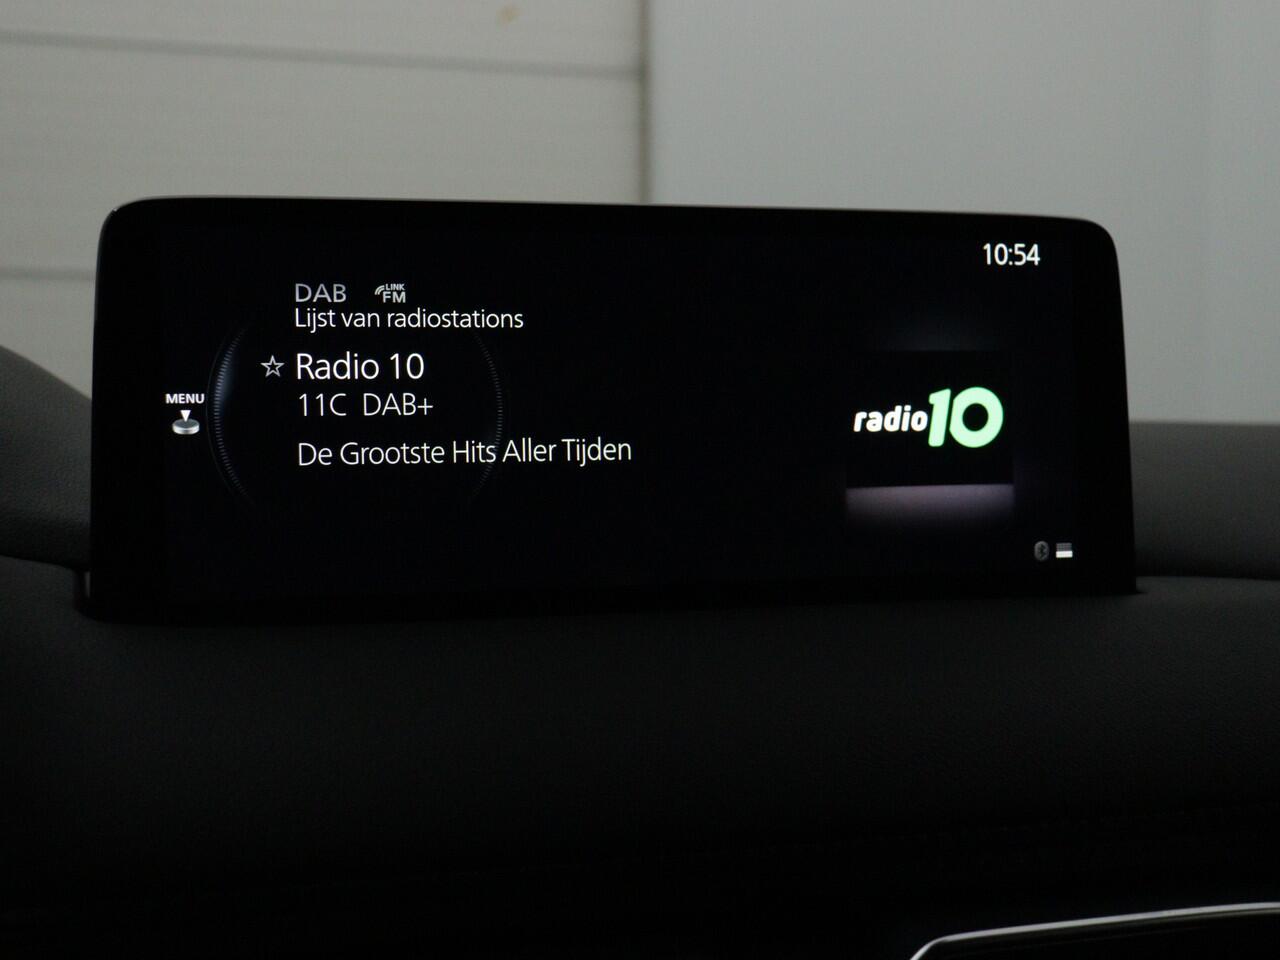 10:54
DAB LINK FM
Lijst van radiostations
☆ Radio 10
MENU
11C DAB+
De Grootste Hits Aller Tijden
radio10